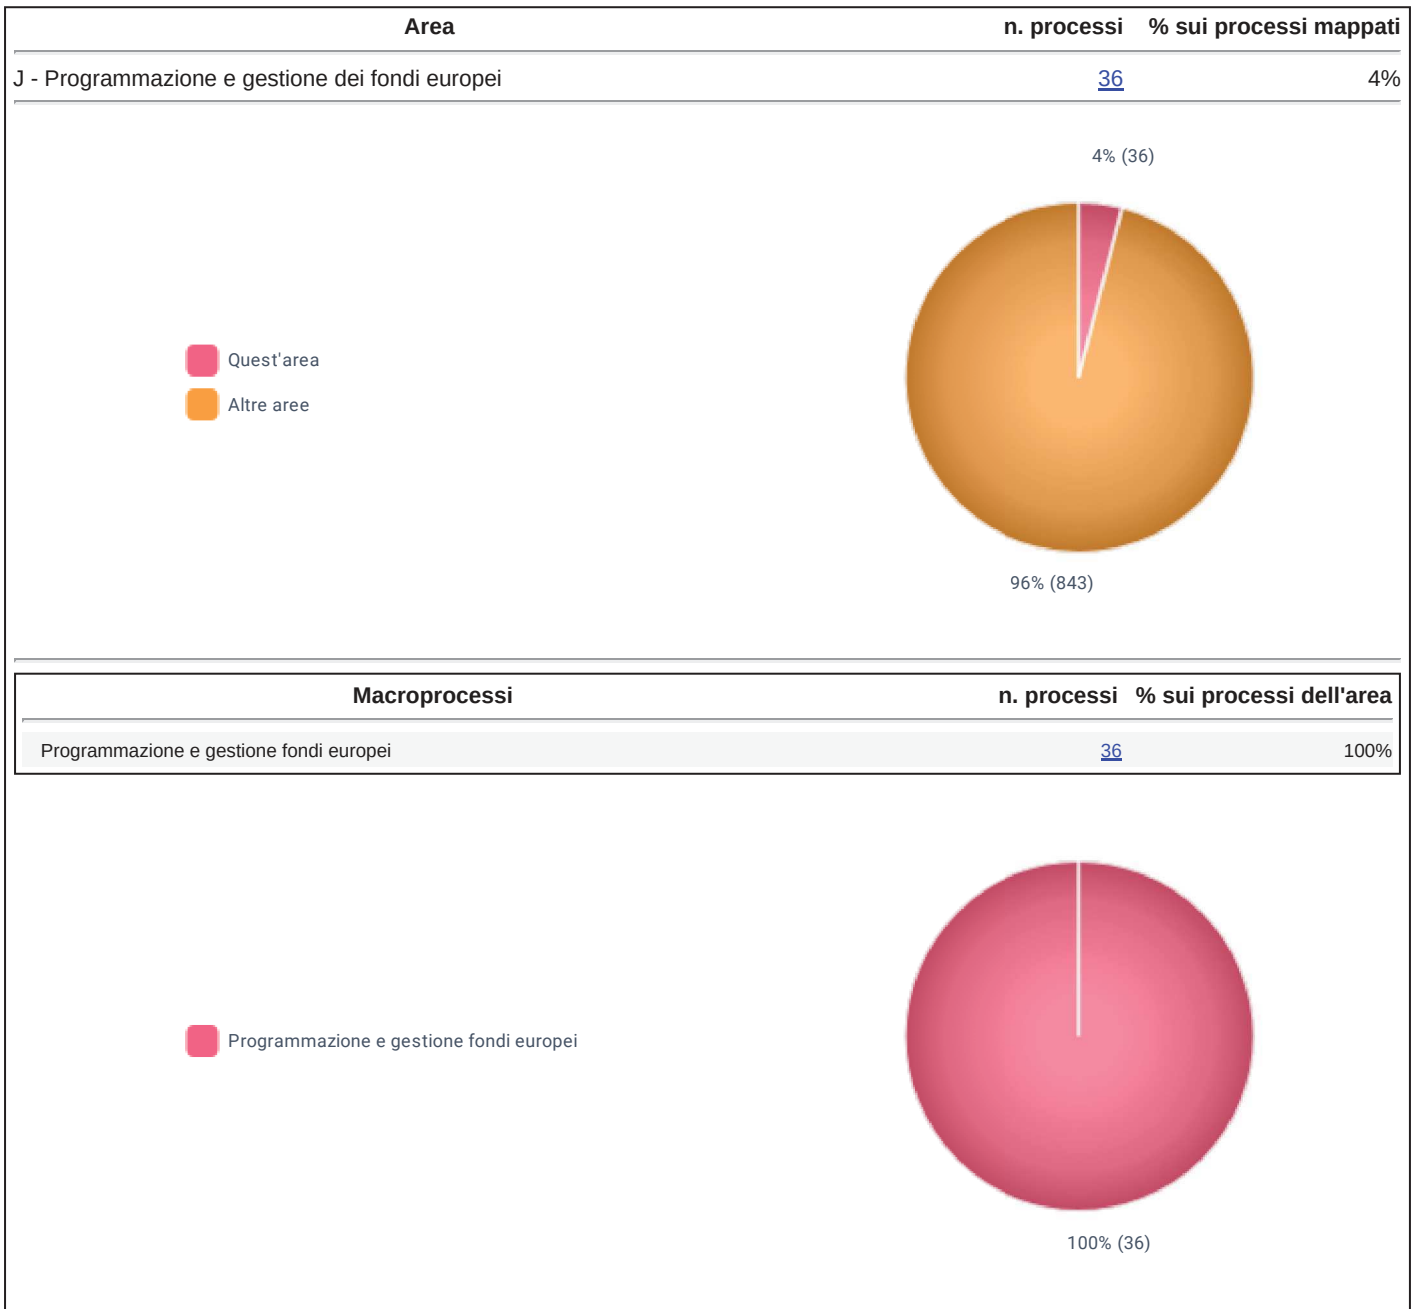 Area n. processi % sui processi mappati
J - Programmazione e gestione dei fondi europei 36 4%
4% (36)
Quest'area
Altre aree
96% (843)
Macroprocessi n. processi % sui processi dell'area
Programmazione e gestione fondi europei 36 100%
Programmazione e gestione fondi europei
100% (36)